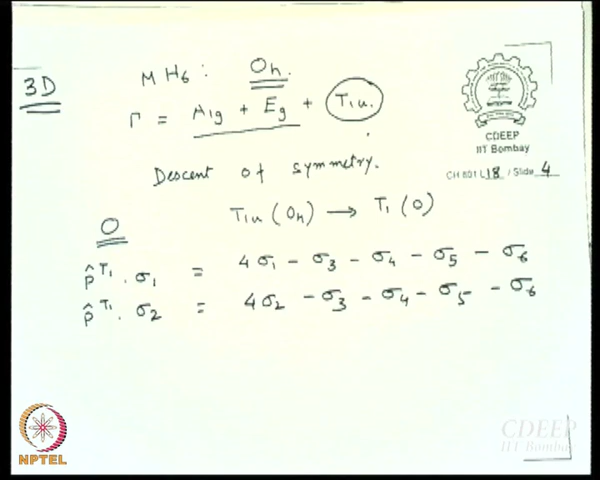 3D
MH₆ : Oh.
Γ = A₁g + Eg + T₁u.
Descent of symmetry.
T₁u (Oh) → T₁ (O)
O
P̂ᵀ¹ . σ₁ = 4σ₁ - σ₃ - σ₄ - σ₅ - σ₆
P̂ᵀ¹ . σ₂ = 4σ₂ - σ₃ - σ₄ - σ₅ - σ₆
CDEEP
IIT Bombay
CH 801 L 18 / Slide 4
NPTEL
CDEEP
IIT Bombay